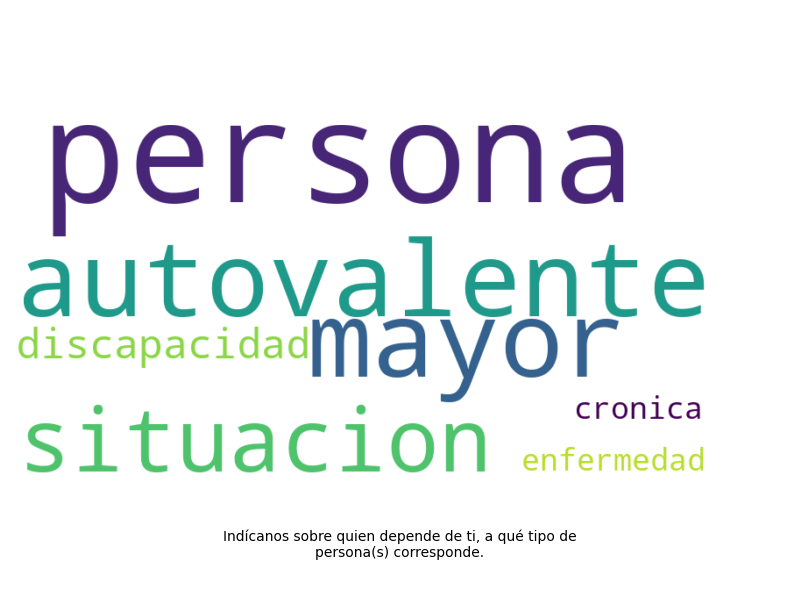 persona
autovalente
mayor
discapacidad
cronica
situacion
enfermedad
Indícanos sobre quien depende de ti, a qué tipo de
persona(s) corresponde.